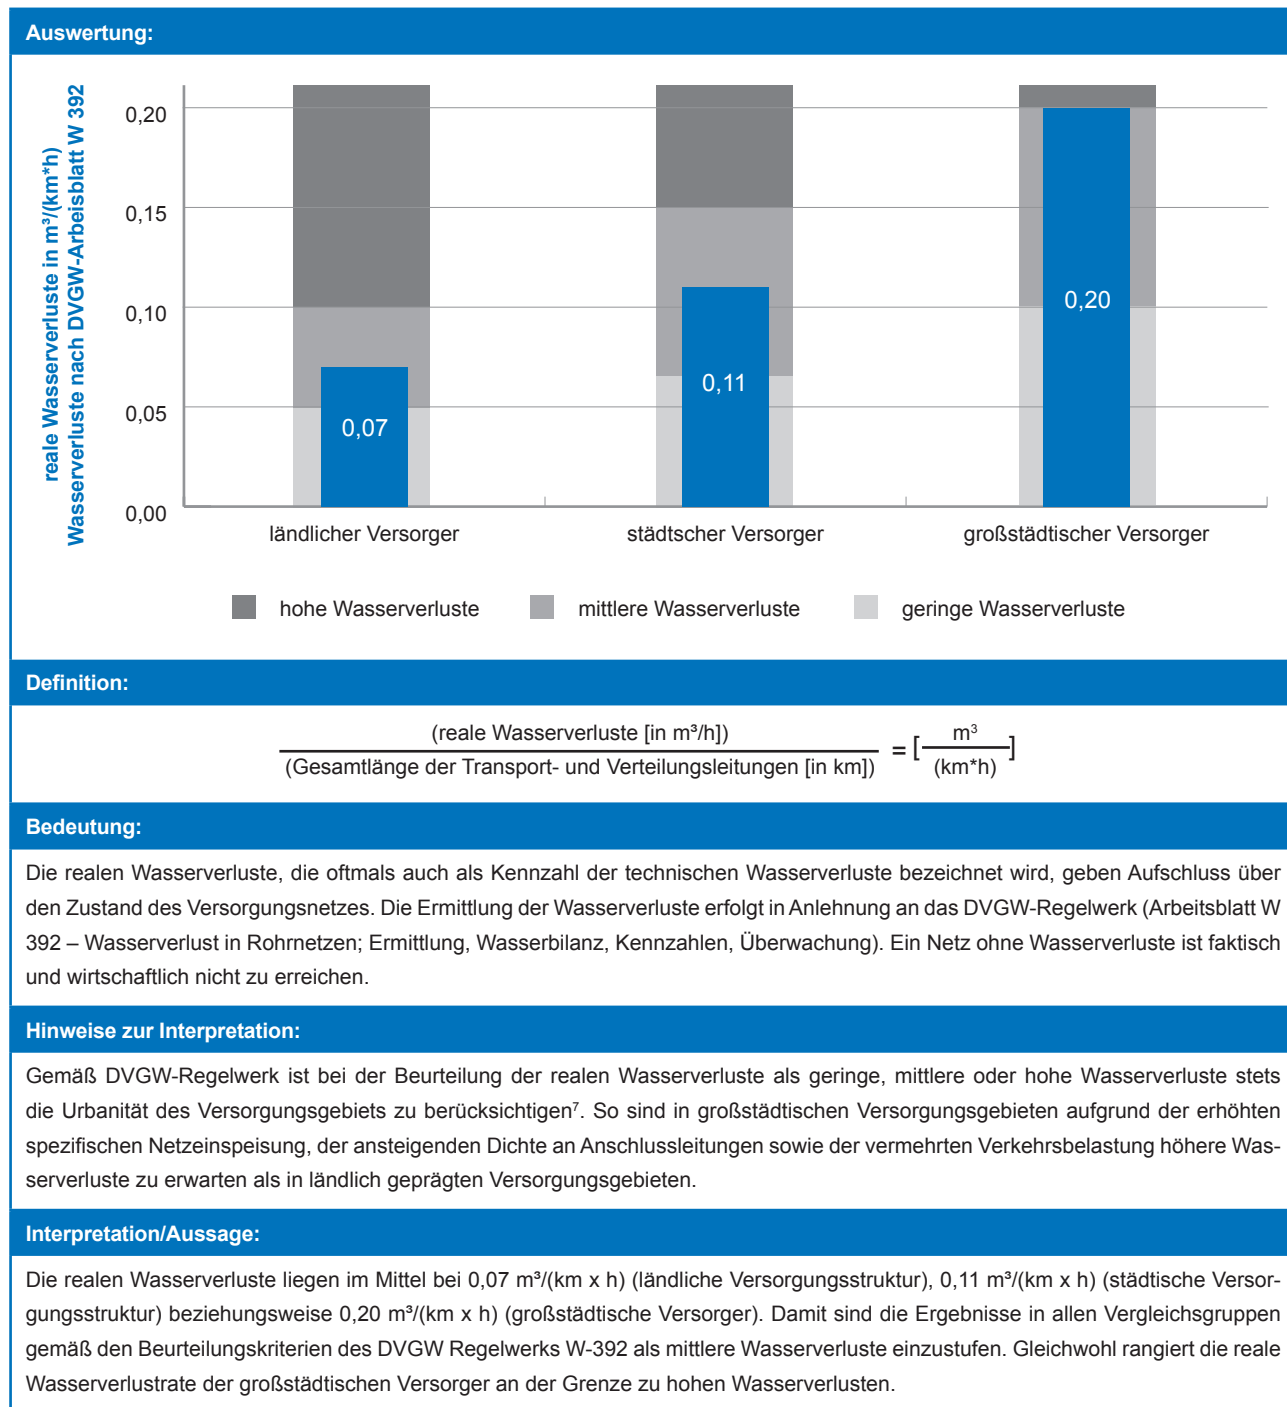 Auswertung:
reale Wasserverluste in m³/(km*h)
Wasserverluste nach DVGW-Arbeisblatt W 392
0,20
0,15
0,10
0,05
0,00
0,07
0,11
0,20
ländlicher Versorger
städtscher Versorger
großstädtischer Versorger
hohe Wasserverluste
mittlere Wasserverluste
geringe Wasserverluste
Definition:
(reale Wasserverluste [in m³/h])
(Gesamtlänge der Transport- und Verteilungsleitungen [in km])
= [
m³
(km*h)
]
Bedeutung:
Die realen Wasserverluste, die oftmals auch als Kennzahl der technischen Wasserverluste bezeichnet wird, geben Aufschluss über
den Zustand des Versorgungsnetzes. Die Ermittlung der Wasserverluste erfolgt in Anlehnung an das DVGW-Regelwerk (Arbeitsblatt W
392 – Wasserverlust in Rohrnetzen; Ermittlung, Wasserbilanz, Kennzahlen, Überwachung). Ein Netz ohne Wasserverluste ist faktisch
und wirtschaftlich nicht zu erreichen.
Hinweise zur Interpretation:
Gemäß DVGW-Regelwerk ist bei der Beurteilung der realen Wasserverluste als geringe, mittlere oder hohe Wasserverluste stets
die Urbanität des Versorgungsgebiets zu berücksichtigen⁷. So sind in großstädtischen Versorgungsgebieten aufgrund der erhöhten
spezifischen Netzeinspeisung, der ansteigenden Dichte an Anschlussleitungen sowie der vermehrten Verkehrsbelastung höhere Was-
serverluste zu erwarten als in ländlich geprägten Versorgungsgebieten.
Interpretation/Aussage:
Die realen Wasserverluste liegen im Mittel bei 0,07 m³/(km x h) (ländliche Versorgungsstruktur), 0,11 m³/(km x h) (städtische Versor-
gungsstruktur) beziehungsweise 0,20 m³/(km x h) (großstädtische Versorger). Damit sind die Ergebnisse in allen Vergleichsgruppen
gemäß den Beurteilungskriterien des DVGW Regelwerks W-392 als mittlere Wasserverluste einzustufen. Gleichwohl rangiert die reale
Wasserverlustrate der großstädtischen Versorger an der Grenze zu hohen Wasserverlusten.